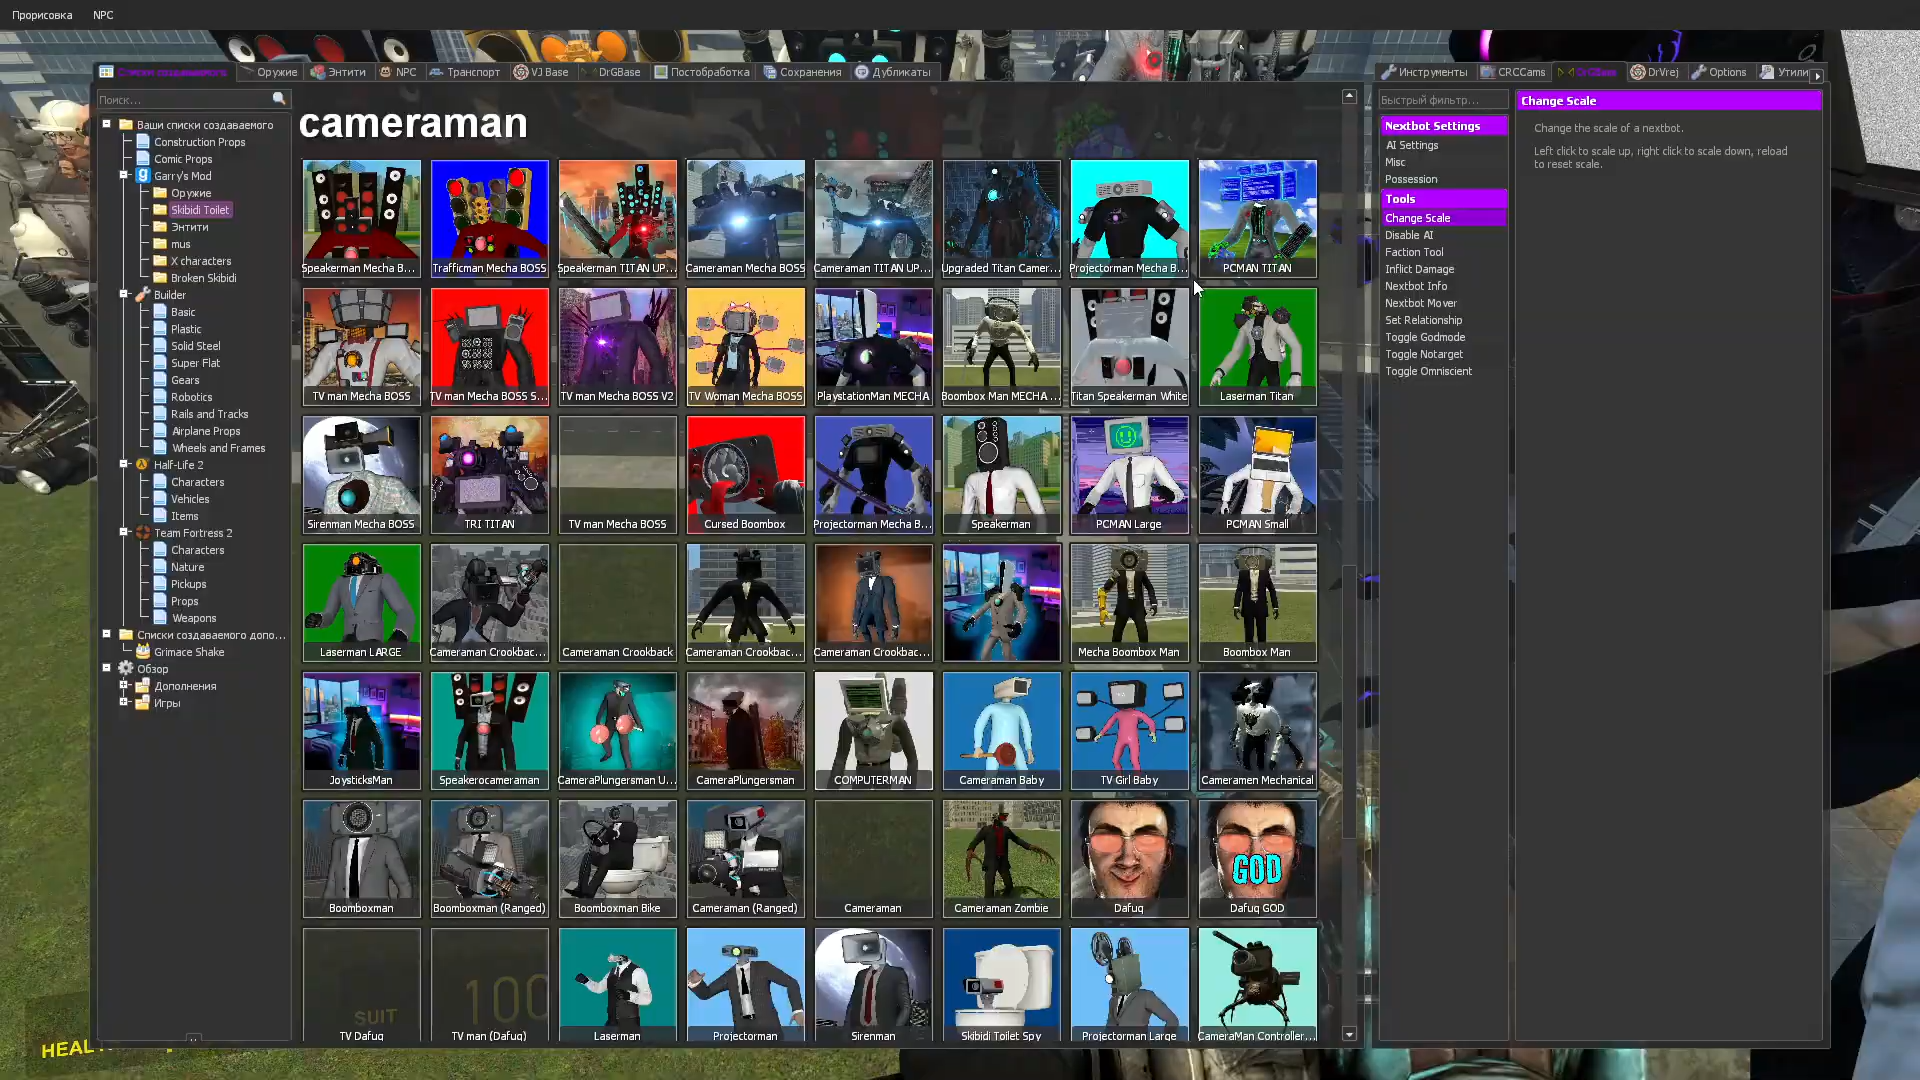 Прорисовка NPC
Списки создаваемого Оружие Энтити NPC Транспорт VJ Base DrGBase Постобработка Сохранения Дубликаты
Инструменты CRCCams DrGBase DrVrej Options Утили
Поиск...
Ваши списки создаваемого
Construction Props
Comic Props
Garry's Mod
Оружие
Skibidi Toilet
Энтити
mus
X characters
Broken Skibidi
Builder
Basic
Plastic
Solid Steel
Super Flat
Gears
Robotics
Rails and Tracks
Airplane Props
Wheels and Frames
Half-Life 2
Characters
Vehicles
Items
Team Fortress 2
Characters
Nature
Pickups
Props
Weapons
Списки создаваемого допо...
Grimace Shake
Обзор
Дополнения
Игры
cameraman
Speakerman Mecha B... Trafficman Mecha BOSS Speakerman TITAN UP... Cameraman Mecha BOSS Cameraman TITAN UP... Upgraded Titan Camer... Projectorman Mecha B... PCMAN TITAN
TV man Mecha BOSS TV man Mecha BOSS S... TV man Mecha BOSS V2 TV Woman Mecha BOSS PlaystationMan MECHA Boombox Man MECHA ... Titan Speakerman White Laserman Titan
Sirenman Mecha BOSS TRI TITAN TV man Mecha BOSS Cursed Boombox Projectorman Mecha B... Speakerman PCMAN Large PCMAN Small
Laserman LARGE Cameraman Crookbac... Cameraman Crookback Cameraman Crookbac... Cameraman Crookbac... Mecha Boombox Man Boombox Man
JoysticksMan Speakerocameraman CameraPlungersman U... CameraPlungersman COMPUTERMAN Cameraman Baby TV Girl Baby Cameramen Mechanical
GOD
Boomboxman Boomboxman (Ranged) Boomboxman Bike Cameraman (Ranged) Cameraman Cameraman Zombie Dafuq Dafuq GOD
SUIT 100
TV Dafuq TV man (Dafuq) Laserman Projectorman Sirenman Skibidi Toilet Spy Projectorman Large CameraMan Controller...
Быстрый фильтр...
Nextbot Settings
AI Settings
Misc
Possession
Tools
Change Scale
Disable AI
Faction Tool
Inflict Damage
Nextbot Info
Nextbot Mover
Set Relationship
Toggle Godmode
Toggle Notarget
Toggle Omniscient
Change Scale
Change the scale of a nextbot.
Left click to scale up, right click to scale down, reload
to reset scale.